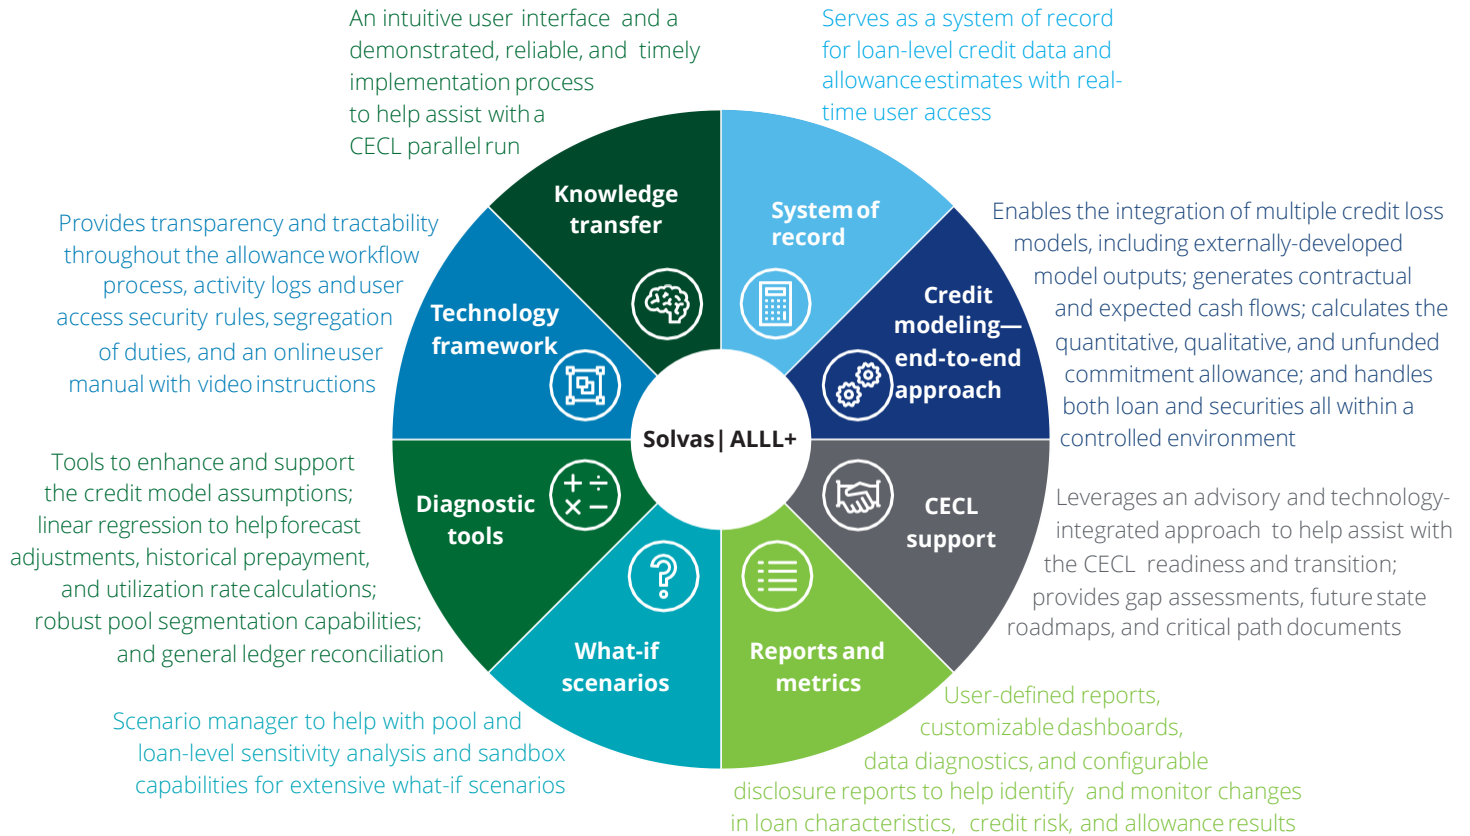 An intuitive user interface and a
demonstrated, reliable, and timely
implementation process
to help assist with a
CECL parallel run
Serves as a system of record
for loan-level credit data and
allowance estimates with real-
time user access
Knowledge
transfer
System of
record
Provides transparency and tractability
throughout the allowance workflow
process, activity logs and user
access security rules, segregation
of duties, and an online user
manual with video instructions
Technology
framework
Credit
modeling—
end-to-end
approach
Enables the integration of multiple credit loss
models, including externally-developed
model outputs; generates contractual
and expected cash flows; calculates the
quantitative, qualitative, and unfunded
commitment allowance; and handles
both loan and securities all within a
controlled environment
Solvas| ALLL+
Tools to enhance and support
the credit model assumptions;
linear regression to help forecast
adjustments, historical prepayment,
and utilization rate calculations;
robust pool segmentation capabilities;
and general ledger reconciliation
Diagnostic
tools
CECL
support
Leverages an advisory and technology-
integrated approach to help assist with
the CECL readiness and transition;
provides gap assessments, future state
roadmaps, and critical path documents
What-if
scenarios
Reports and
metrics
Scenario manager to help with pool and
loan-level sensitivity analysis and sandbox
capabilities for extensive what-if scenarios
User-defined reports,
customizable dashboards,
data diagnostics, and configurable
disclosure reports to help identify and monitor changes
in loan characteristics, credit risk, and allowance results